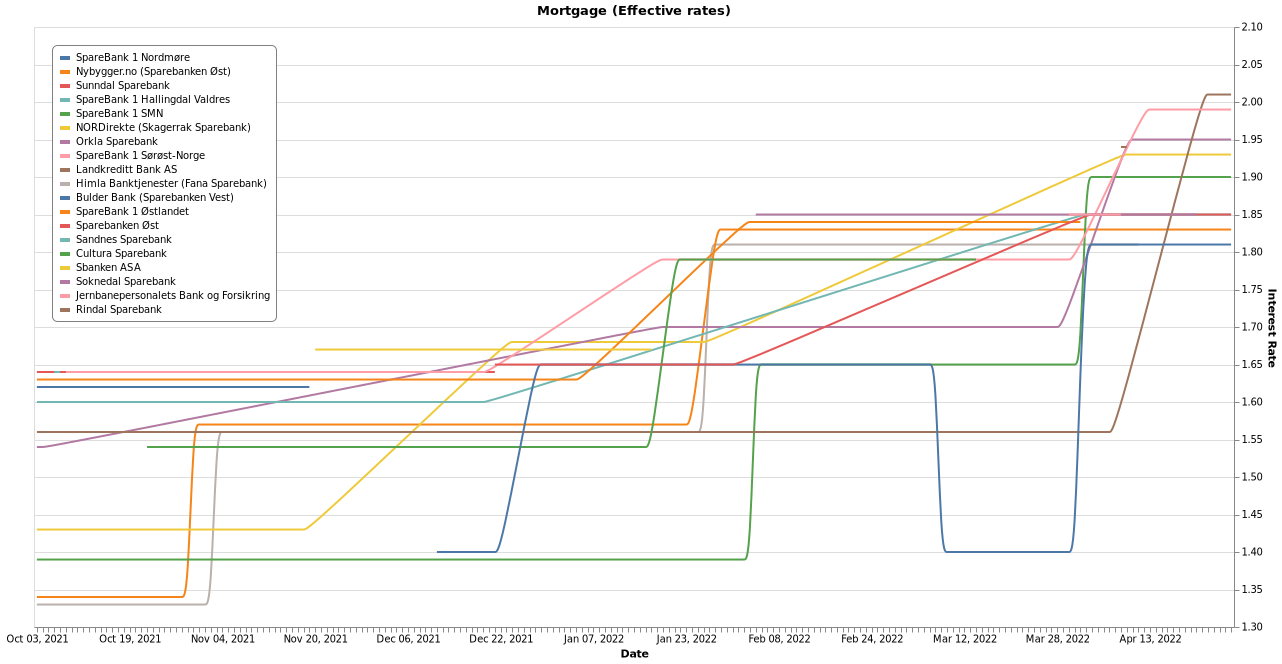 Mortgage (Effective rates)
SpareBank 1 Nordmøre
Nybygger.no (Sparebanken Øst)
Sunndal Sparebank
SpareBank 1 Hallingdal Valdres
SpareBank 1 SMN
NORDirekte (Skagerrak Sparebank)
Orkla Sparebank
SpareBank 1 Sørøst-Norge
Landkreditt Bank AS
Himla Banktjenester (Fana Sparebank)
Bulder Bank (Sparebanken Vest)
SpareBank 1 Østlandet
Sparebanken Øst
Sandnes Sparebank
Cultura Sparebank
Sbanken ASA
Soknedal Sparebank
Jernbanepersonalets Bank og Forsikring
Rindal Sparebank
2.10
2.05
2.00
1.95
1.90
1.85
1.80
1.75
1.70
1.65
1.60
1.55
1.50
1.45
1.40
1.35
1.30
Interest Rate
Oct 03, 2021 Oct 19, 2021 Nov 04, 2021 Nov 20, 2021 Dec 06, 2021 Dec 22, 2021 Jan 07, 2022 Jan 23, 2022 Feb 08, 2022 Feb 24, 2022 Mar 12, 2022 Mar 28, 2022 Apr 13, 2022
Date